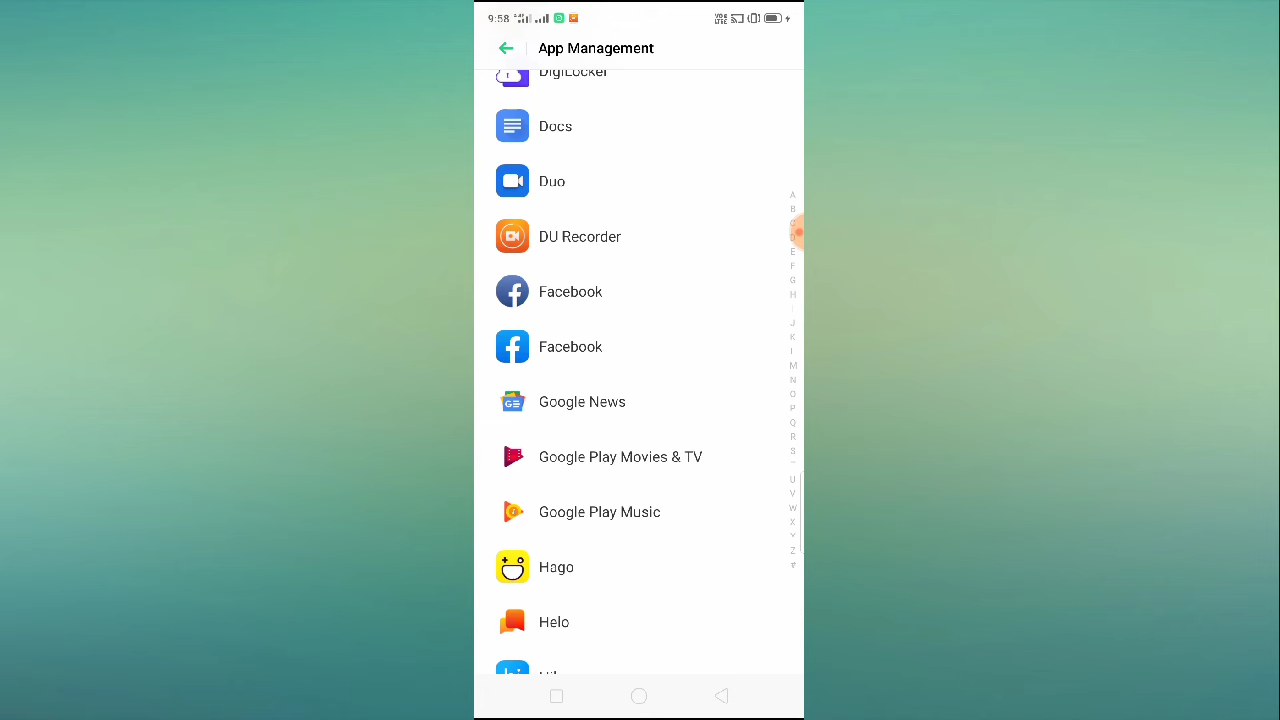 9:58
App Management
DigiLocker
Docs
Duo
DU Recorder
Facebook
Facebook
Google News
Google Play Movies & TV
Google Play Music
Hago
Helo
A
B
C
D
E
F
G
H
I
J
K
L
M
N
O
P
Q
R
S
U
V
W
X
Y
Z
#